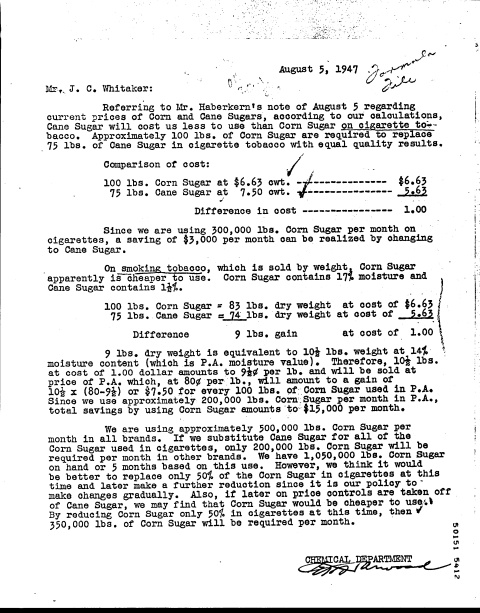 August 5, 1947
Formula
File
Mr. J. C. Whitaker:
Referring to Mr. Haberkern's note of August 5 regarding
current prices of Corn and Cane Sugars, according to our calculations,
Cane Sugar will cost us less to use than Corn Sugar on cigarette to-
bacco. Approximately 100 lbs. of Corn Sugar are required to replace
75 lbs. of Cane Sugar in cigarette tobacco with equal quality results.
Comparison of cost:
100 lbs. Corn Sugar at $6.63 cwt. ---------------- $6.63
75 lbs. Cane Sugar at 7.50 cwt. ---------------- 5.63
Difference in cost ---------------- 1.00
Since we are using 300,000 lbs. Corn Sugar per month on
cigarettes, a saving of $3,000 per month can be realized by changing
to Cane Sugar.
On smoking tobacco, which is sold by weight, Corn Sugar
apparently is cheaper to use. Corn Sugar contains 17% moisture and
Cane Sugar contains 1½%.
100 lbs. Corn Sugar = 83 lbs. dry weight at cost of $6.63
75 lbs. Cane Sugar = 74 lbs. dry weight at cost of 5.63
Difference 9 lbs. gain at cost of 1.00
9 lbs. dry weight is equivalent to 10½ lbs. weight at 14%
moisture content (which is P.A. moisture value). Therefore, 10½ lbs.
at cost of 1.00 dollar amounts to 9½¢ per lb. and will be sold at
price of P.A. which, at 80¢ per lb., will amount to a gain of
10½ x (80-9½) or $7.50 for every 100 lbs. of Corn Sugar used in P.A.
Since we use approximately 200,000 lbs. Corn Sugar per month in P.A.,
total savings by using Corn Sugar amounts to $15,000 per month.
We are using approximately 500,000 lbs. Corn Sugar per
month in all brands. If we substitute Cane Sugar for all of the
Corn Sugar used in cigarettes, only 200,000 lbs. Corn Sugar will be
required per month in other brands. We have 1,050,000 lbs. Corn Sugar
on hand or 5 months based on this use. However, we think it would
be better to replace only 50% of the Corn Sugar in cigarettes at this
time and later make a further reduction since it is our policy to
make changes gradually. Also, if later on price controls are taken off
of Cane Sugar, we may find that Corn Sugar would be cheaper to use.
By reducing Corn Sugar only 50% in cigarettes at this time, then
350,000 lbs. of Corn Sugar will be required per month.
CHEMICAL DEPARTMENT
50151 5412